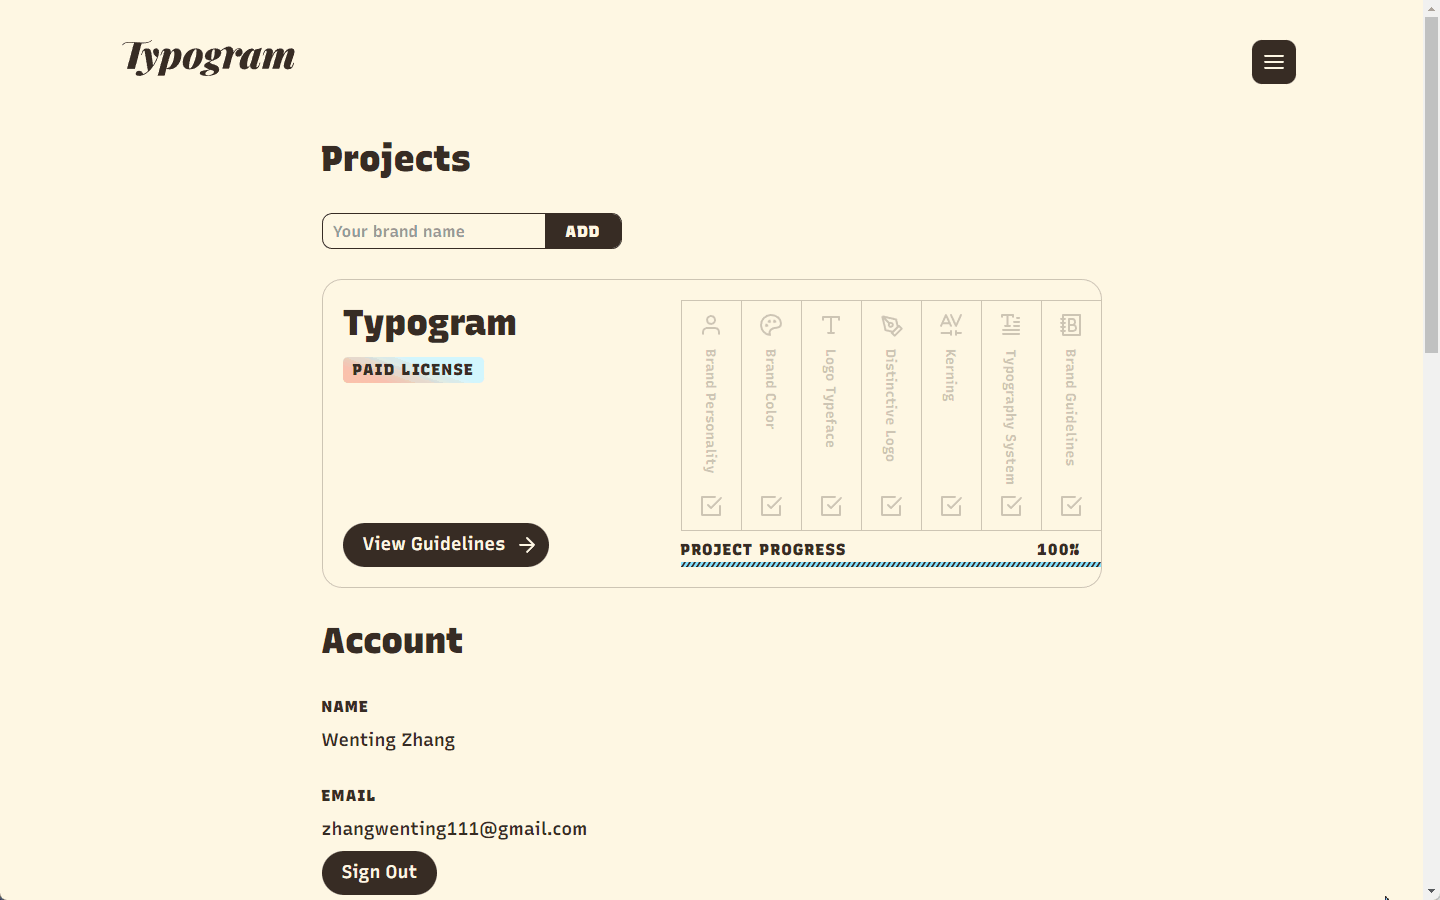 Typogram
Projects
Your brand name
ADD
Typogram
PAID LICENSE
View Guidelines
Brand Personality
Brand Color
Logo Typeface
Distinctive Logo
Kerning
Typography System
Brand Guidelines
PROJECT PROGRESS 100%
Account
NAME
Wenting Zhang
EMAIL
zhangwenting111@gmail.com
Sign Out